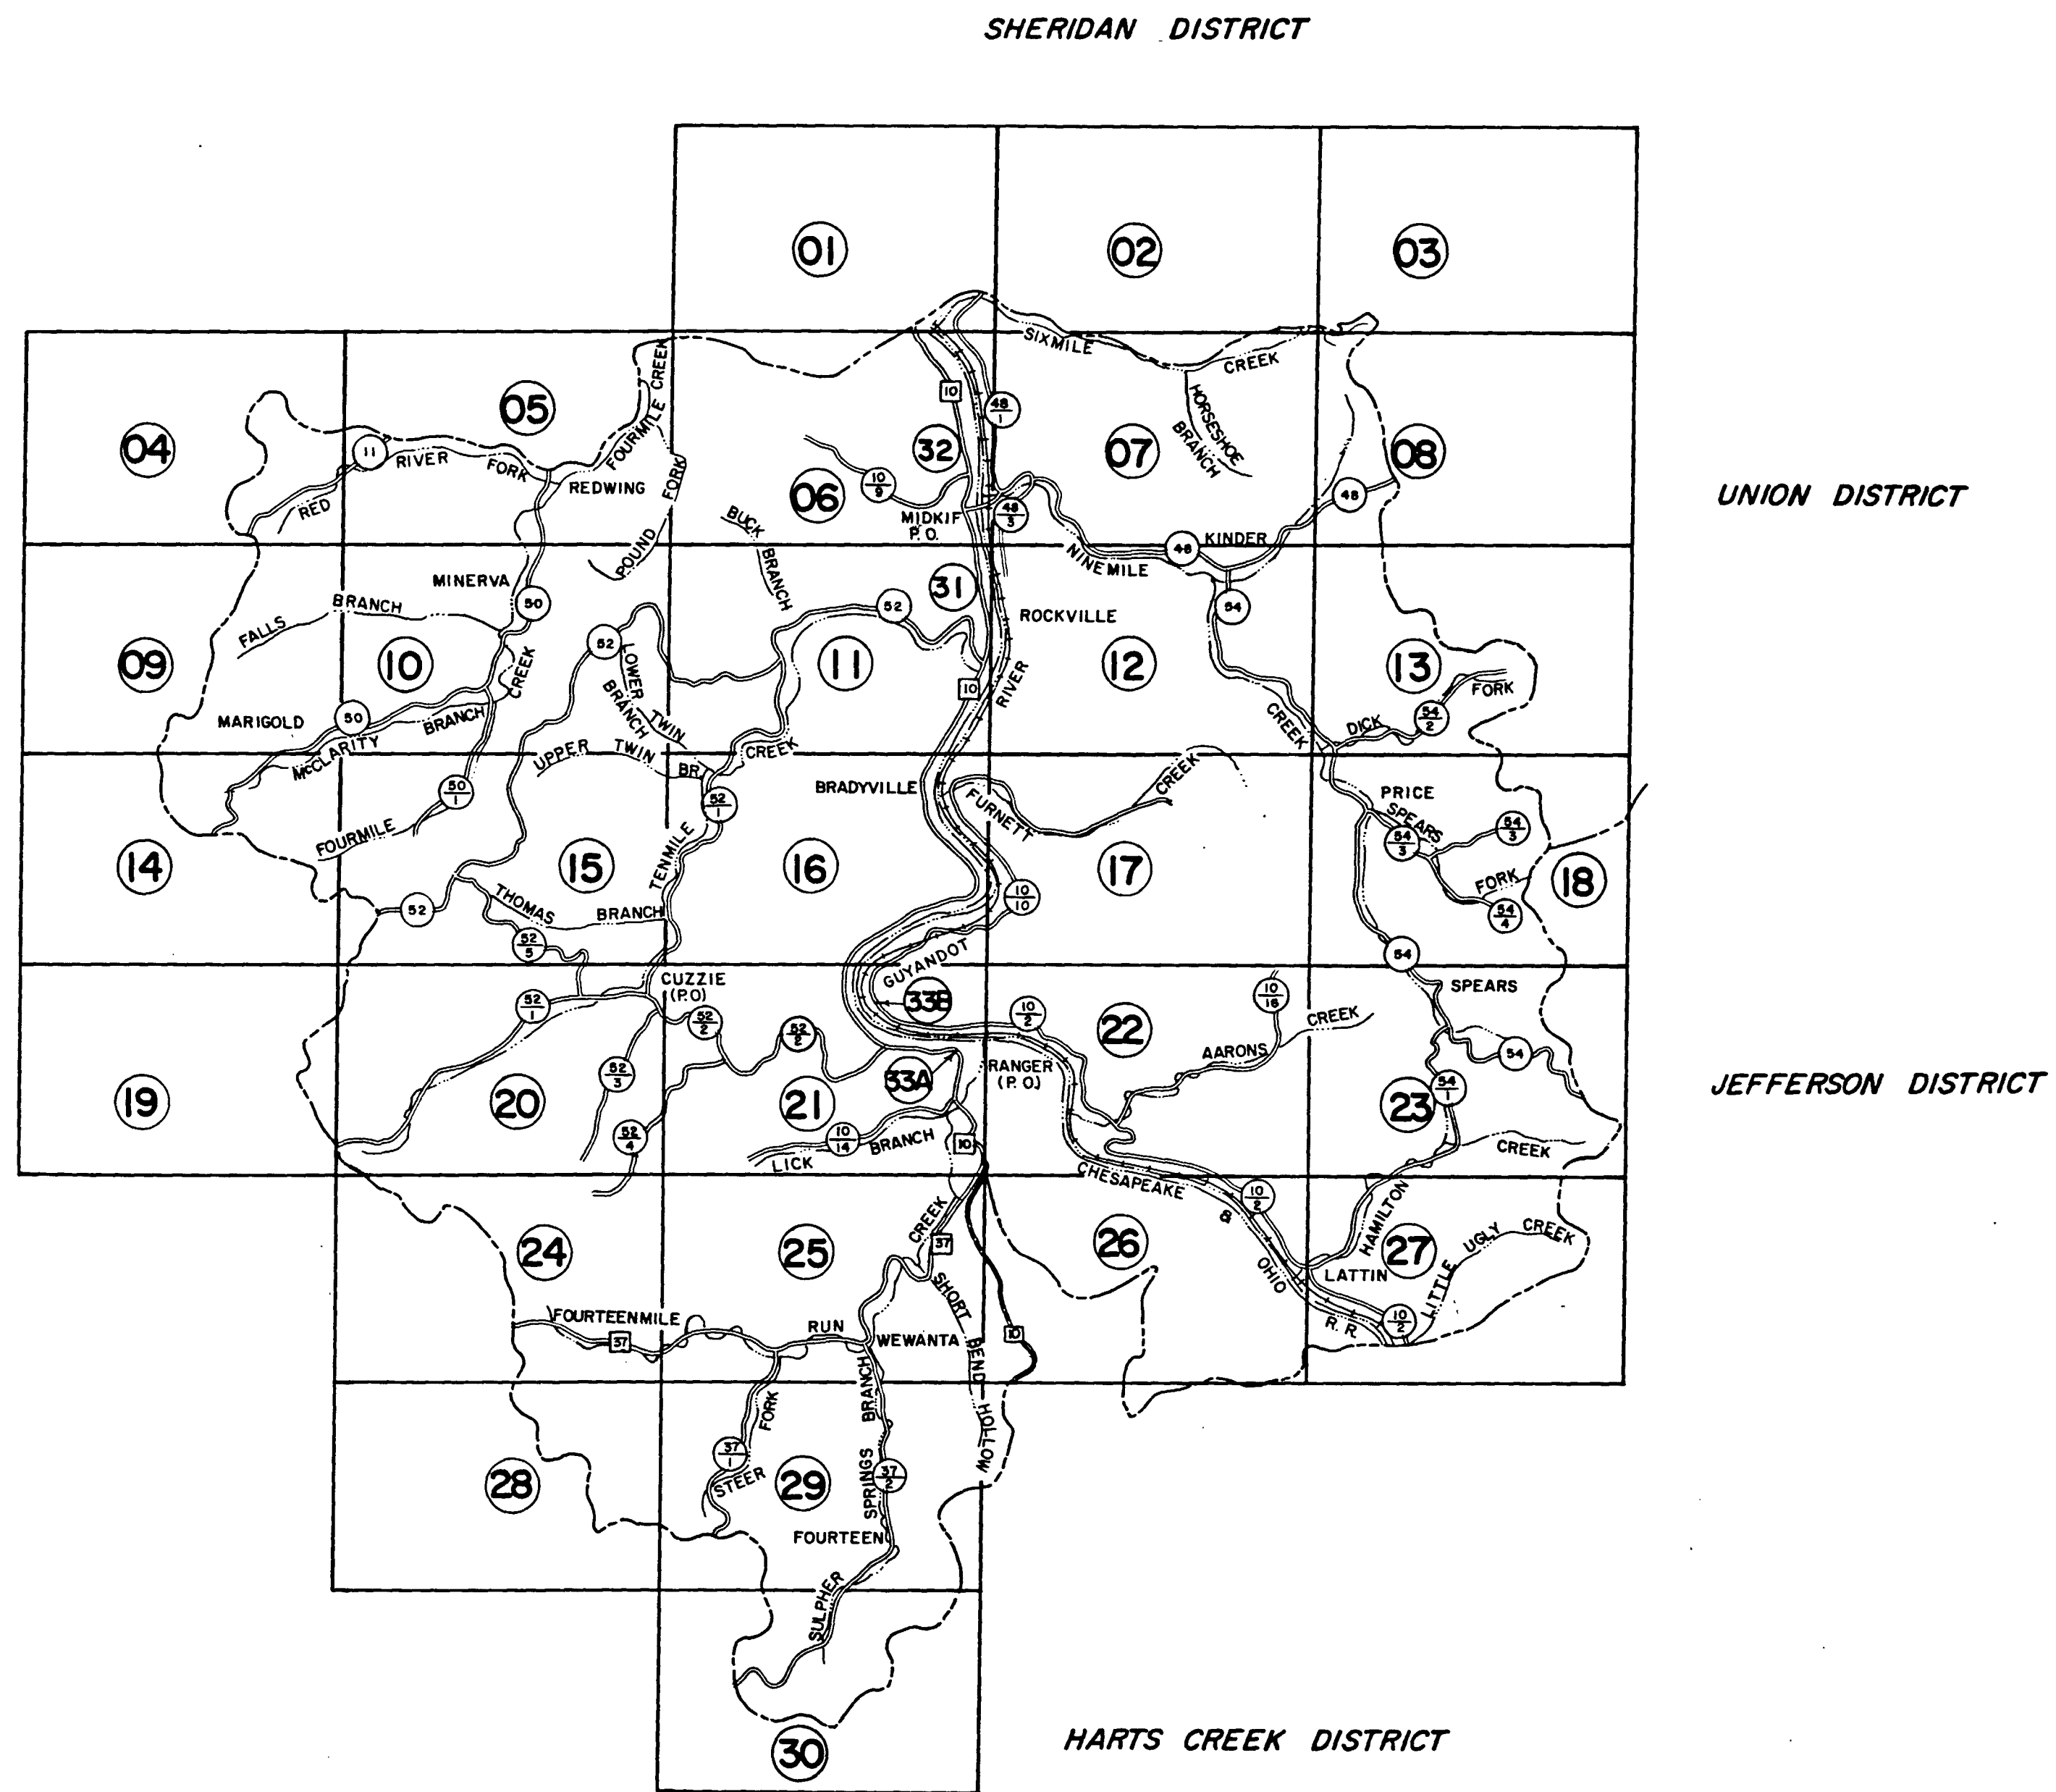 SHERIDAN DISTRICT
01
02
03
SIXMILE
CREEK
04
05
FOURMILE CREEK
10
48
1
HORSESHOE
BRANCH
11
RIVER
FORK
RED
REDWING
POUND
FORK
32
06
10
9
07
08
MIDKIF
P. O.
48
3
48
UNION DISTRICT
BUCK
BRANCH
48
KINDER
NINEMILE
MINERVA
50
FALLS
BRANCH
52
31
ROCKVILLE
54
09
10
CREEK
52
LOWER
TWIN
BRANCH
11
10
RIVER
12
13
FORK
DICK
54
2
CREEK
MARIGOLD
50
McCLARITY
BRANCH
UPPER
TWIN
BR.
CREEK
BRADYVILLE
FURNETT
CREEK
PRICE
SPEARS
54
3
54
3
50
1
FOURMILE
52
1
TENMILE
14
15
16
17
18
FORK
54
4
52
THOMAS
BRANCH
52
5
10
10
54
GUYANDOT
CUZZIE
(P.O)
33B
52
1
52
2
52
2
10
2
22
10
16
CREEK
AARONS
SPEARS
54
33A
RANGER
(P. O.)
52
3
19
20
21
54
1
23
JEFFERSON DISTRICT
52
4
10
14
LICK
BRANCH
10
CREEK
CHESAPEAKE
&
OHIO
R. R.
10
2
HAMILTON
CREEK
37
24
25
26
27
LATTIN
LITTLE
UGLY
CREEK
10
2
SHORT
BEND
HOLLOW
FOURTEENMILE
37
RUN
WEWANTA
10
FORK
BRANCH
37
1
STEER
28
29
SPRINGS
37
2
FOURTEEN
SULPHER
30
HARTS CREEK DISTRICT